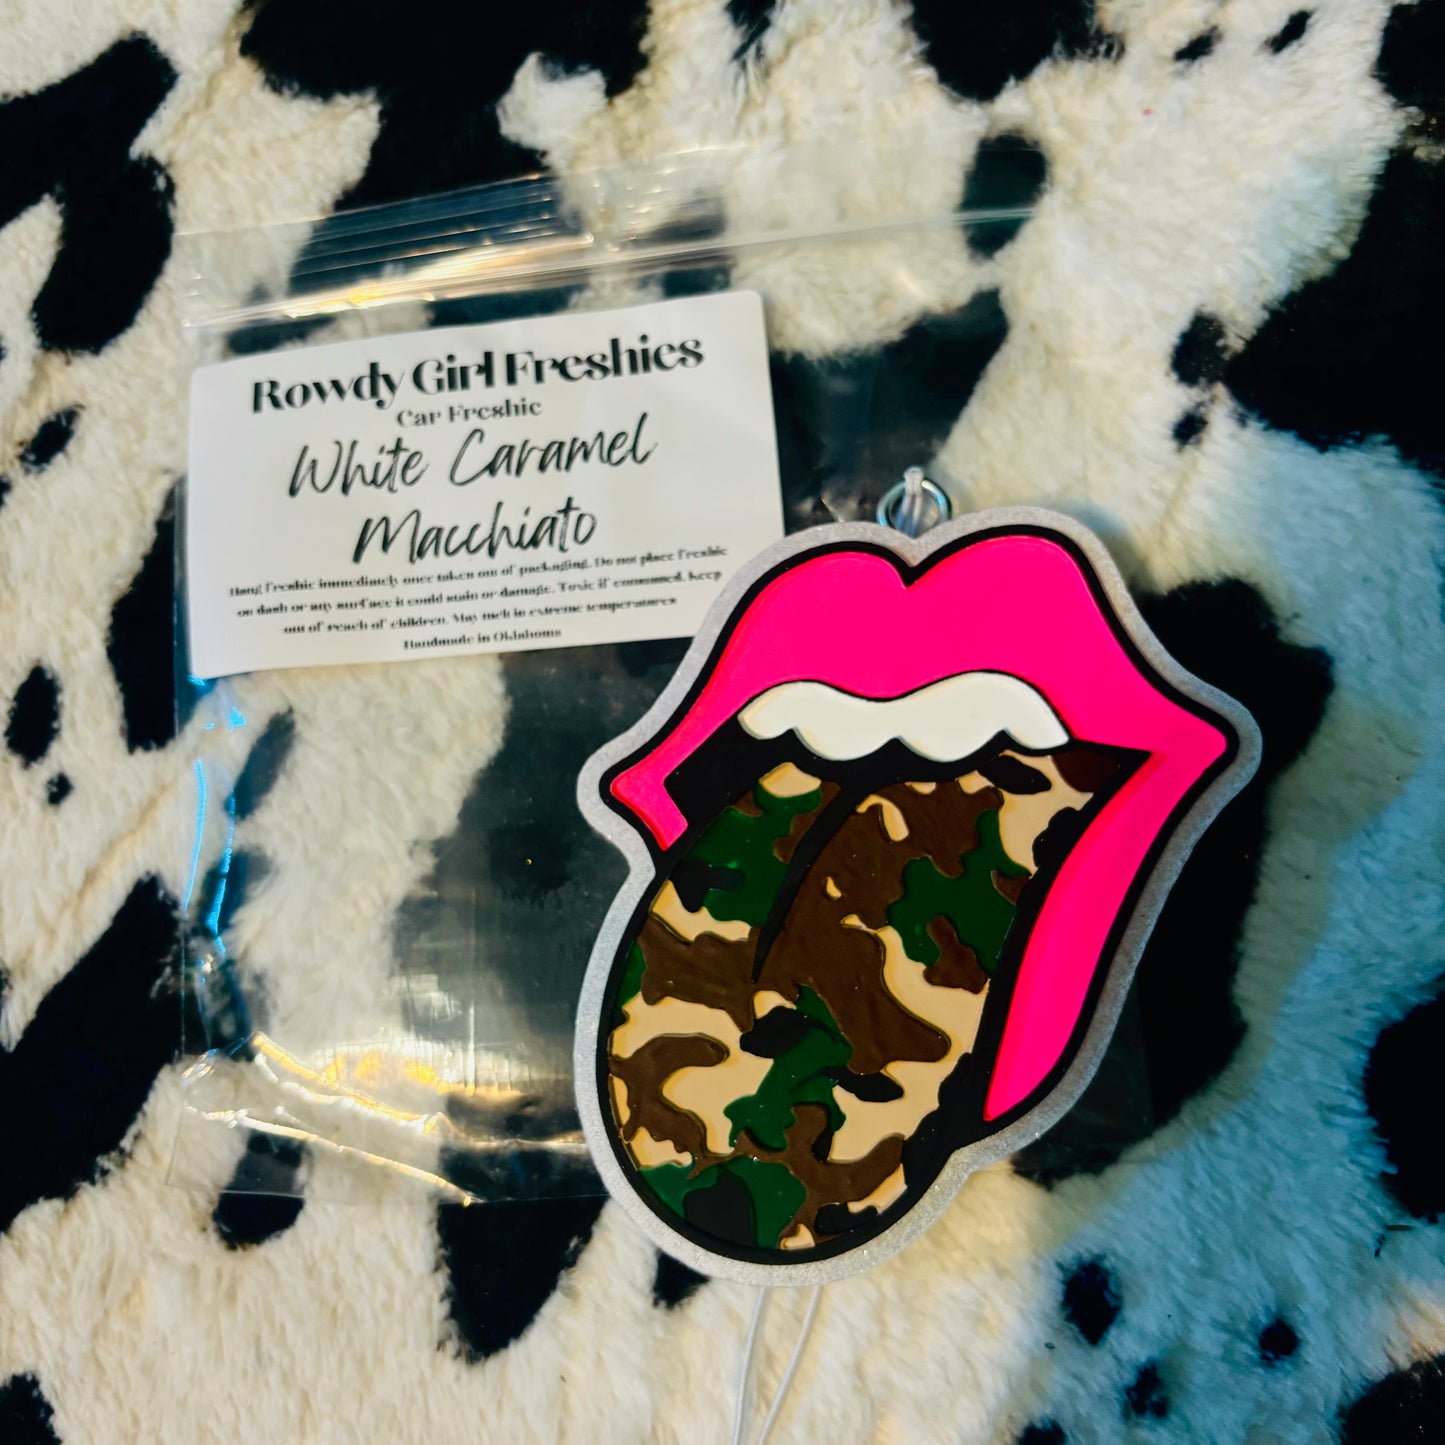 Rowdy Girl Freshies
Car Freshie
White Caramel
Macchiato
Hang Freshie immediately once taken out of packaging. Do not place Freshie
on dash or any surface it could stain or damage. Toxic if consumed. Keep
out of reach of children. May melt in extreme temperatures
Handmade in Oklahoma